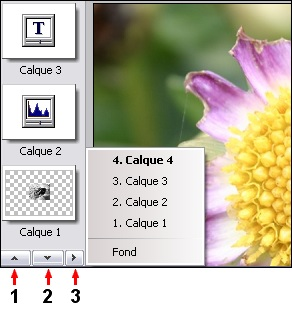 T
Calque 3
Calque 2
Calque 1
4. Calque 4
3. Calque 3
2. Calque 2
1. Calque 1
Fond
1
2
3